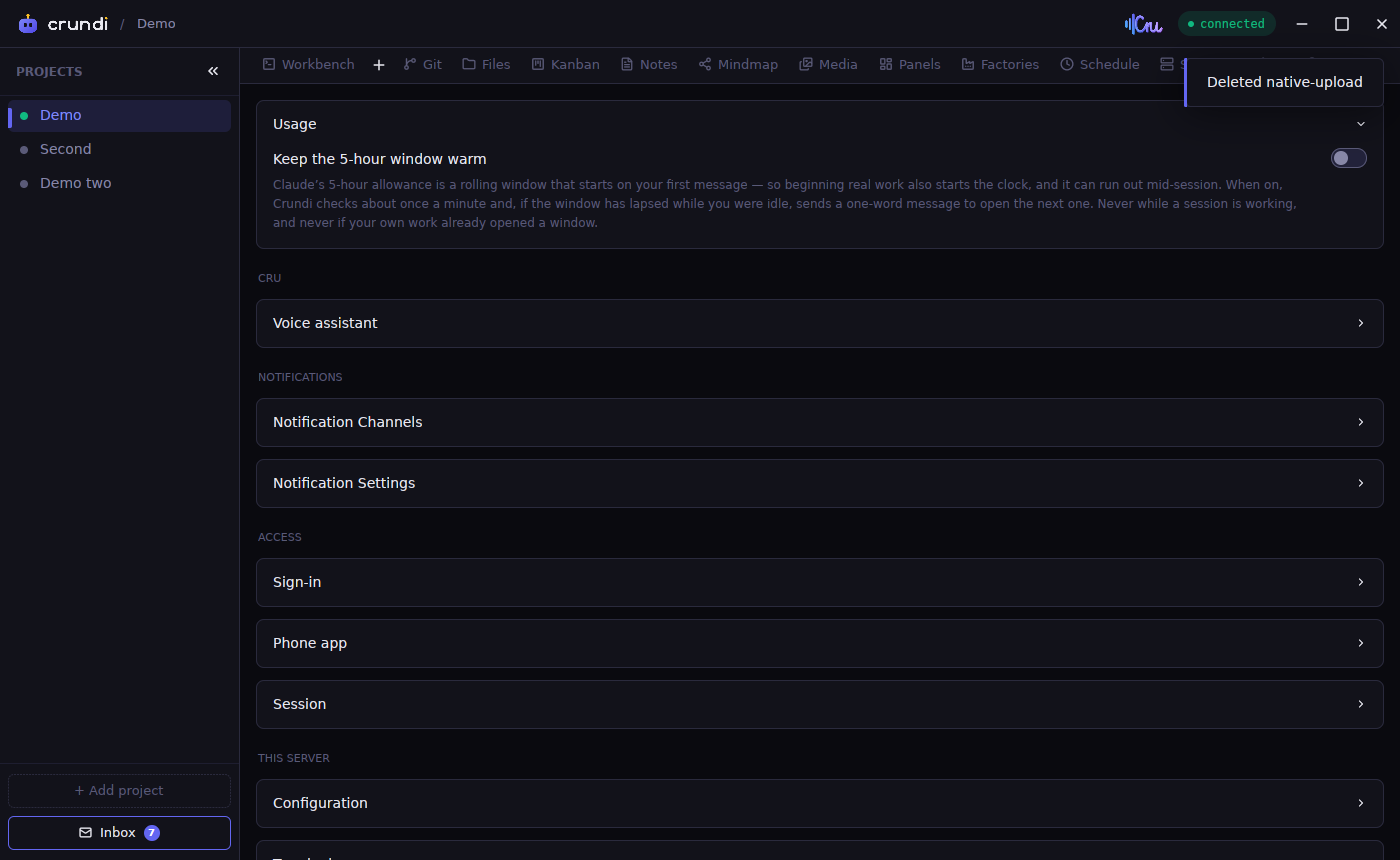 crundi / Demo
Cru
connected
PROJECTS
Workbench
Git
Files
Kanban
Notes
Mindmap
Media
Panels
Factories
Schedule
Deleted native-upload
Demo
Second
Demo two
Usage
Keep the 5-hour window warm
Claude’s 5-hour allowance is a rolling window that starts on your first message — so beginning real work also starts the clock, and it can run out mid-session. When on,
Crundi checks about once a minute and, if the window has lapsed while you were idle, sends a one-word message to open the next one. Never while a session is working,
and never if your own work already opened a window.
CRU
Voice assistant
NOTIFICATIONS
Notification Channels
Notification Settings
ACCESS
Sign-in
Phone app
Session
THIS SERVER
Configuration
+ Add project
Inbox 7